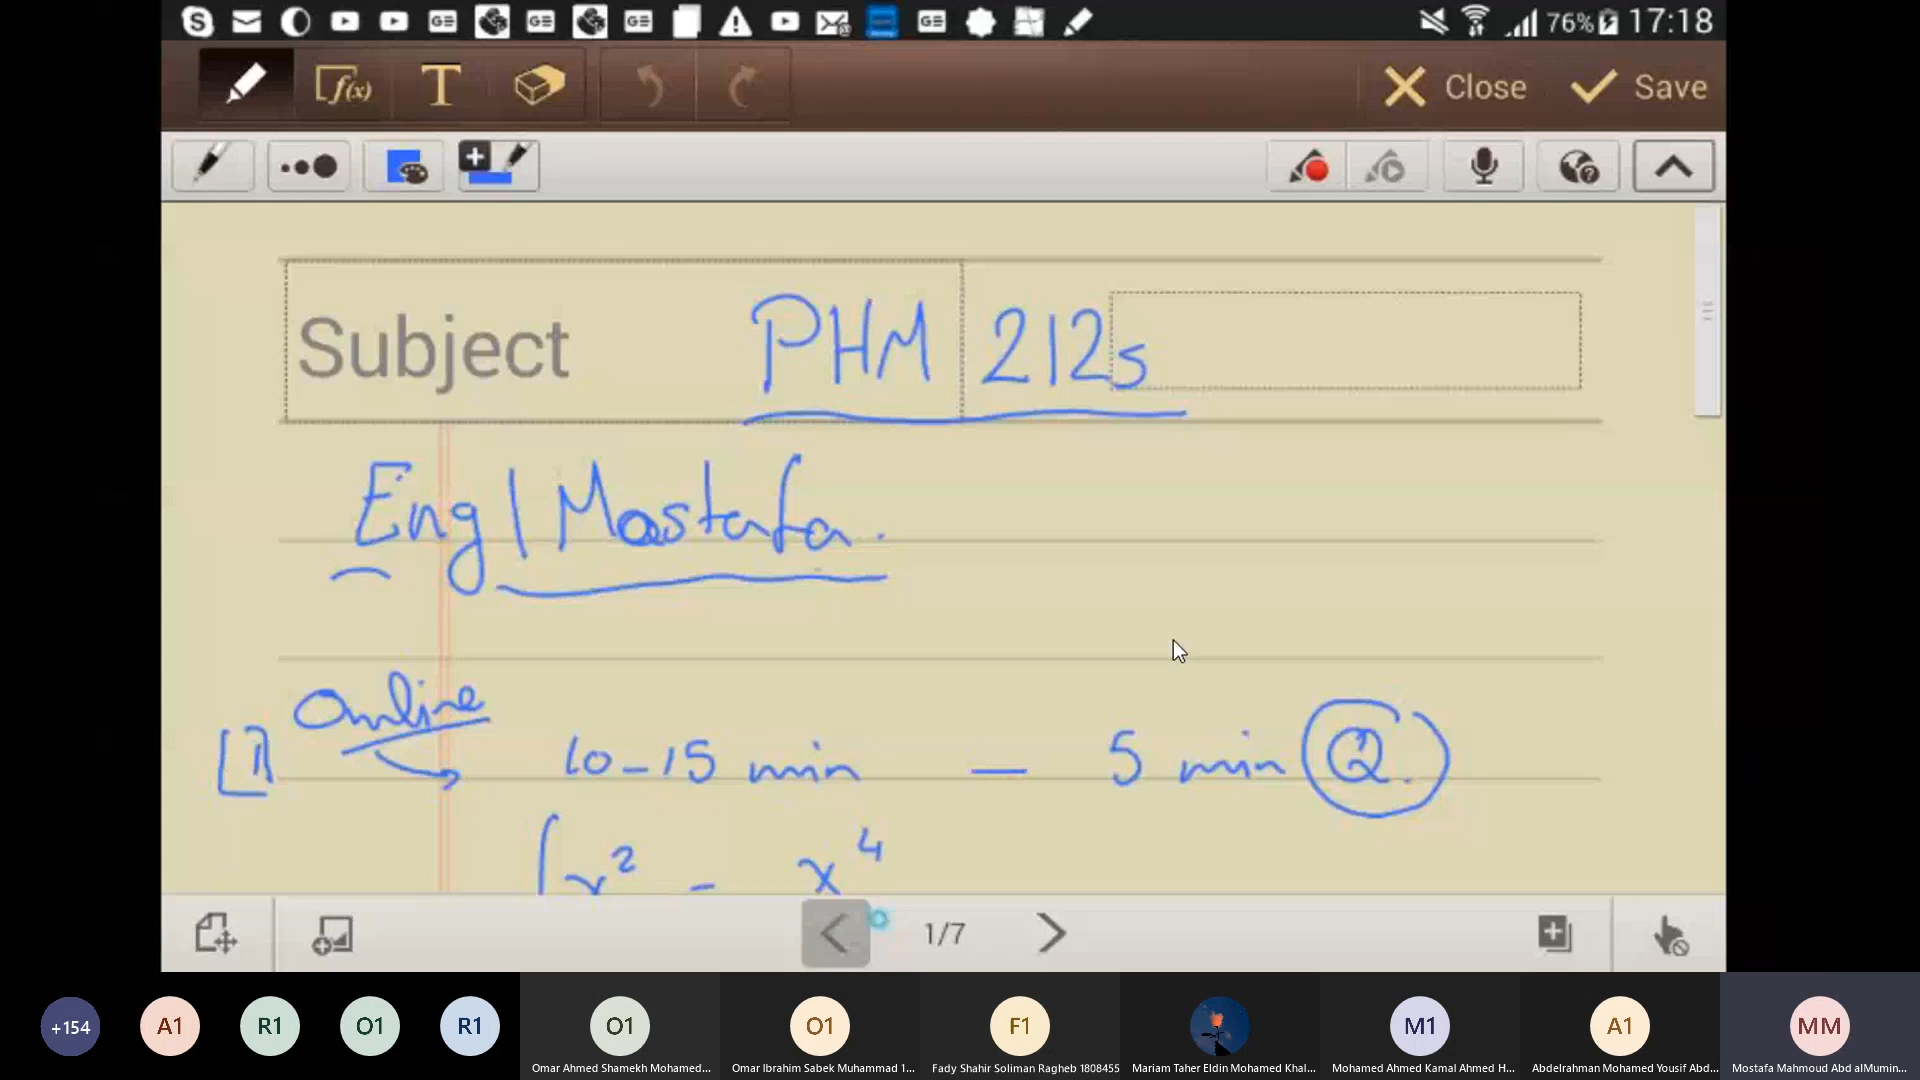 76% 17:18
f(x) T Close Save
Subject PHM 212s
Eng/Mostafa.
Online
[1] 10-15 min — 5 min Q.
x² - x⁴
1/7
+154 A1 R1 O1 R1 O1 O1 F1 M1 A1 MM
Omar Ahmed Shamekh Mohamed... Omar Ibrahim Sabek Muhammad 1... Fady Shahir Soliman Ragheb 1808455 Mariam Taher Eldin Mohamed Khal... Mohamed Ahmed Kamal Ahmed H... Abdelrahman Mohamed Yousif Abd... Mostafa Mahmoud Abd alMumin...